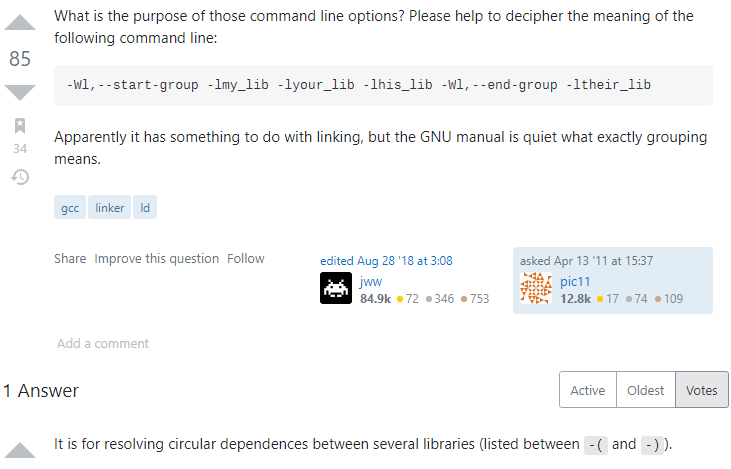 What is the purpose of those command line options? Please help to decipher the meaning of the
following command line:
85
-Wl,--start-group -lmy_lib -lyour_lib -lhis_lib -Wl,--end-group -ltheir_lib
Apparently it has something to do with linking, but the GNU manual is quiet what exactly grouping
means.
34
gcc linker ld
Share Improve this question Follow
edited Aug 28 '18 at 3:08
jww
84.9k 72 346 753
asked Apr 13 '11 at 15:37
pic11
12.8k 17 74 109
Add a comment
1 Answer
Active Oldest Votes
It is for resolving circular dependences between several libraries (listed between -( and -) ).